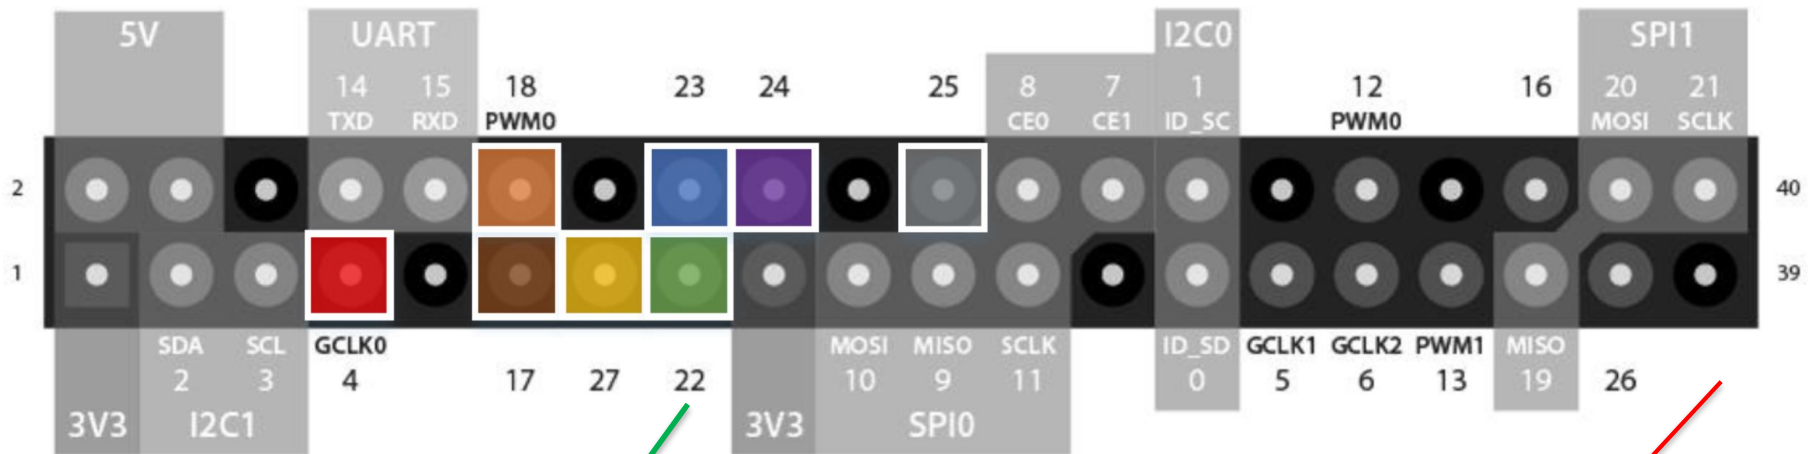 5V UART I2C0 SPI1
14 15 18 23 24 25 8 7 1 12 16 20 21
TXD RXD PWM0 CE0 CE1 ID_SC PWM0 MOSI SCLK
2 40
1 39
SDA SCL GCLK0 MOSI MISO SCLK ID_SD GCLK1 GCLK2 PWM1 MISO
2 3 4 17 27 22 10 9 11 0 5 6 13 19 26
3V3 I2C1 3V3 SPI0